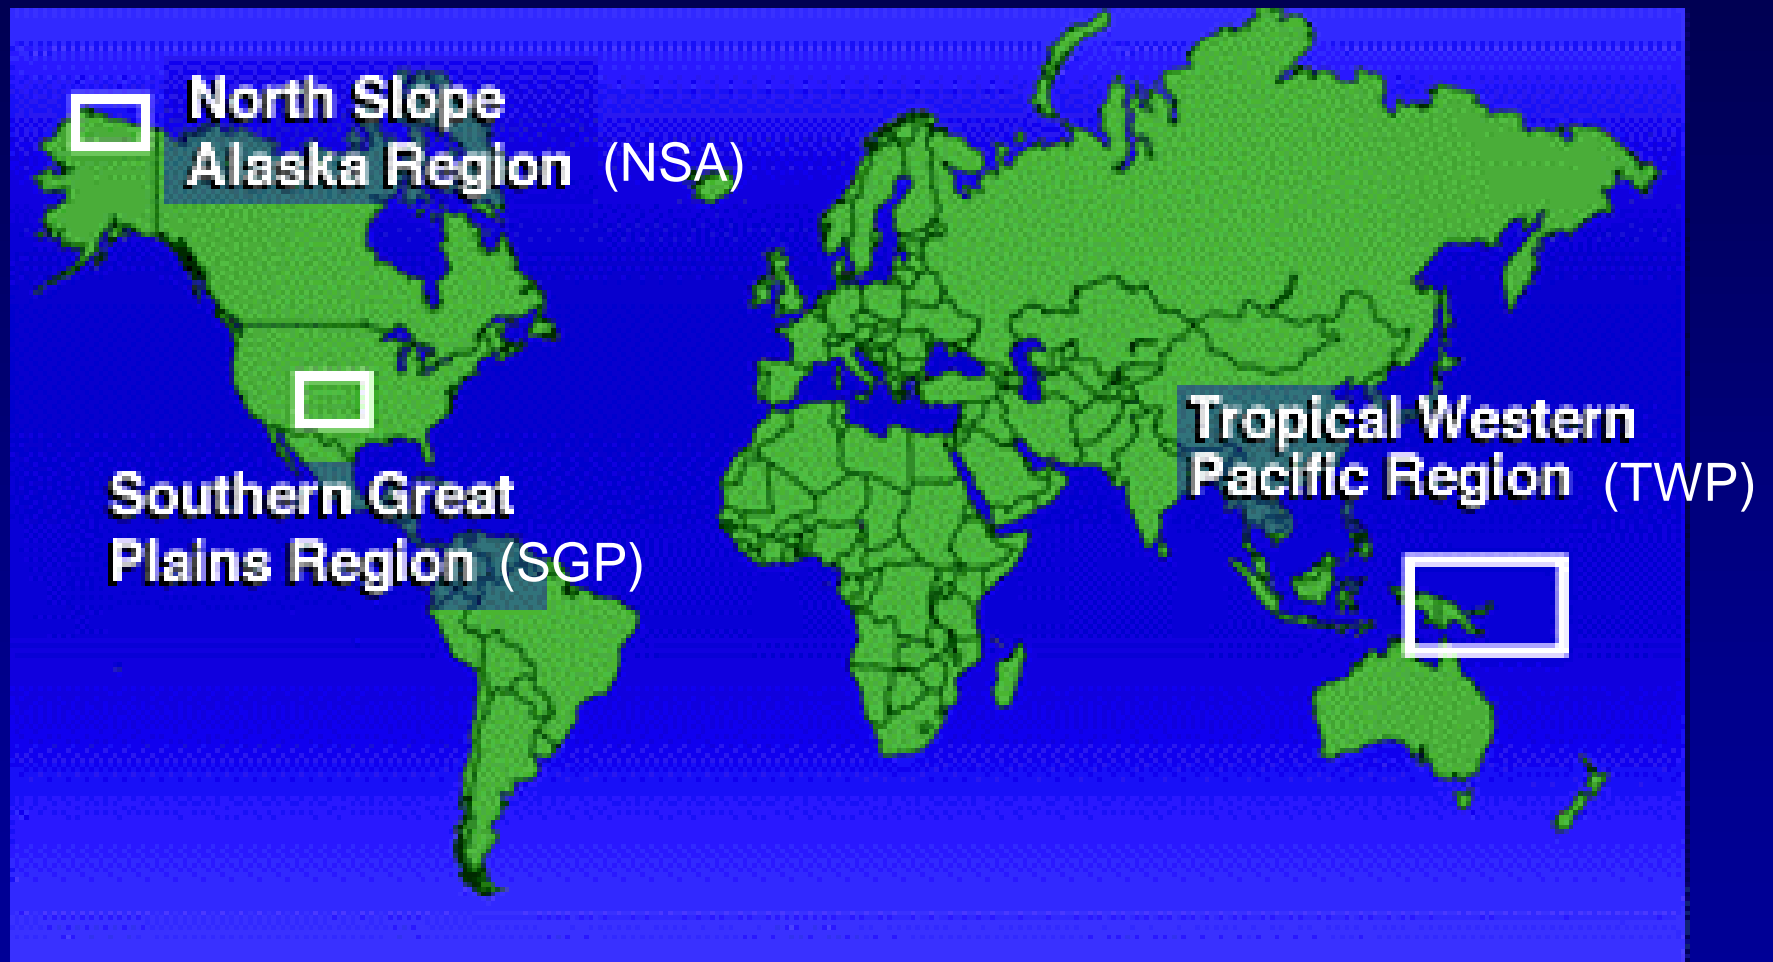 North Slope
Alaska Region (NSA)
Southern Great
Plains Region (SGP)
Tropical Western
Pacific Region (TWP)